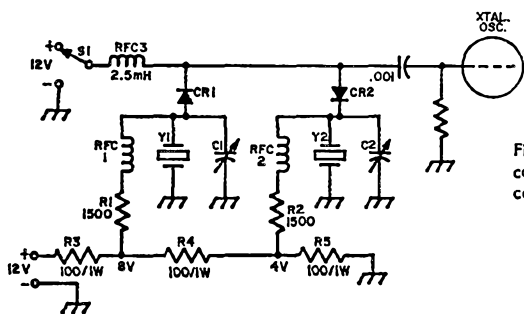 XTAL.
OSC.
S1
RFC3
+
12V
2.5mH
-
.001
CR1
CR2
RFC
1
Y1
C1
RFC
2
Y2
C2
R1
1500
R2
1500
+
12V
-
R3
100/1W
8V
R4
100/1W
4V
R5
100/1W
Fi
co
co